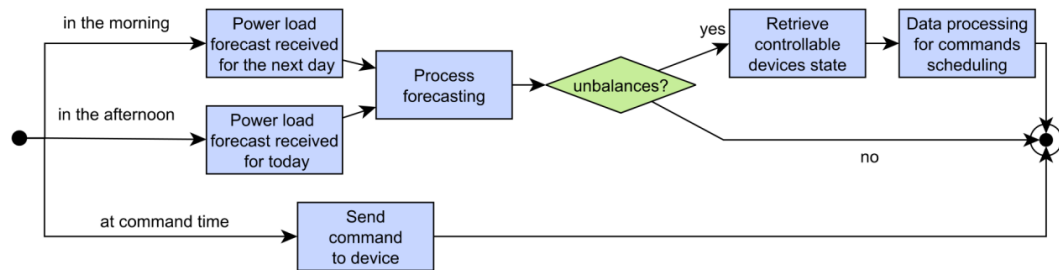 in the morning
Power load
forecast received
for the next day
in the afternoon
Power load
forecast received
for today
Process
forecasting
unbalances?
yes
Retrieve
controllable
devices state
Data processing
for commands
scheduling
no
at command time
Send
command
to device